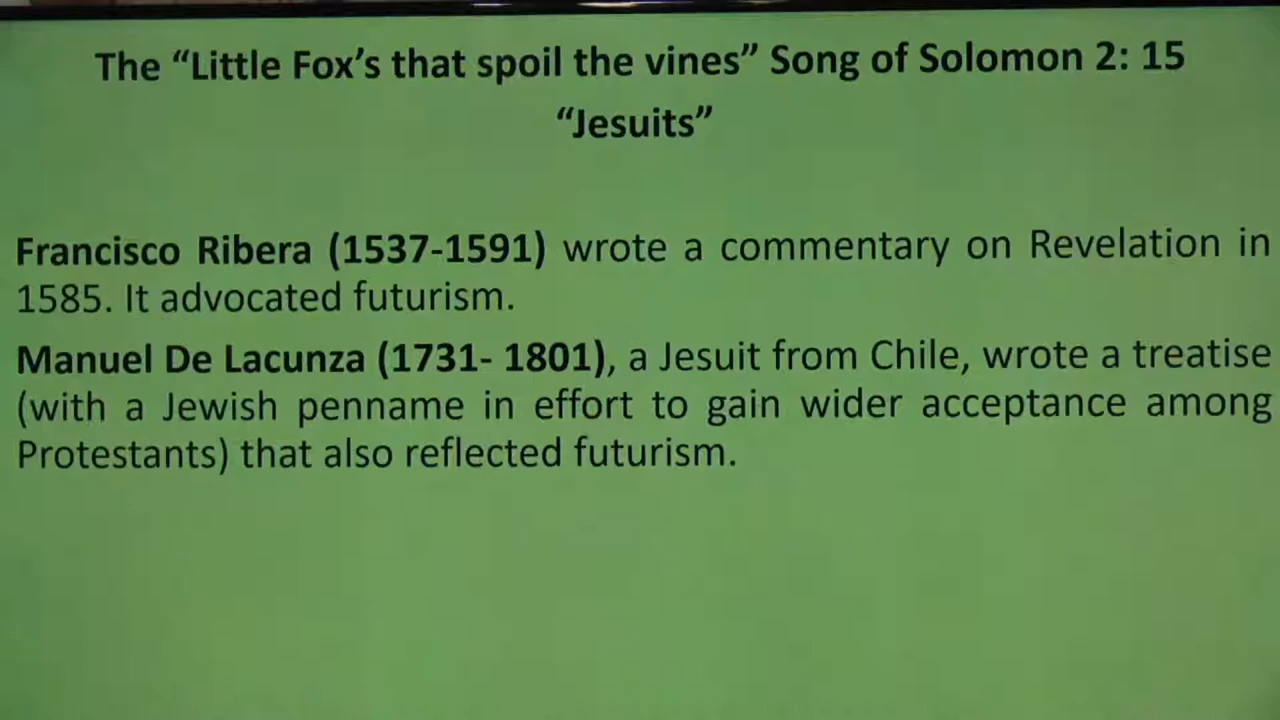 The “Little Fox’s that spoil the vines” Song of Solomon 2: 15
“Jesuits”
Francisco Ribera (1537-1591) wrote a commentary on Revelation in
1585. It advocated futurism.
Manuel De Lacunza (1731- 1801), a Jesuit from Chile, wrote a treatise
(with a Jewish penname in effort to gain wider acceptance among
Protestants) that also reflected futurism.